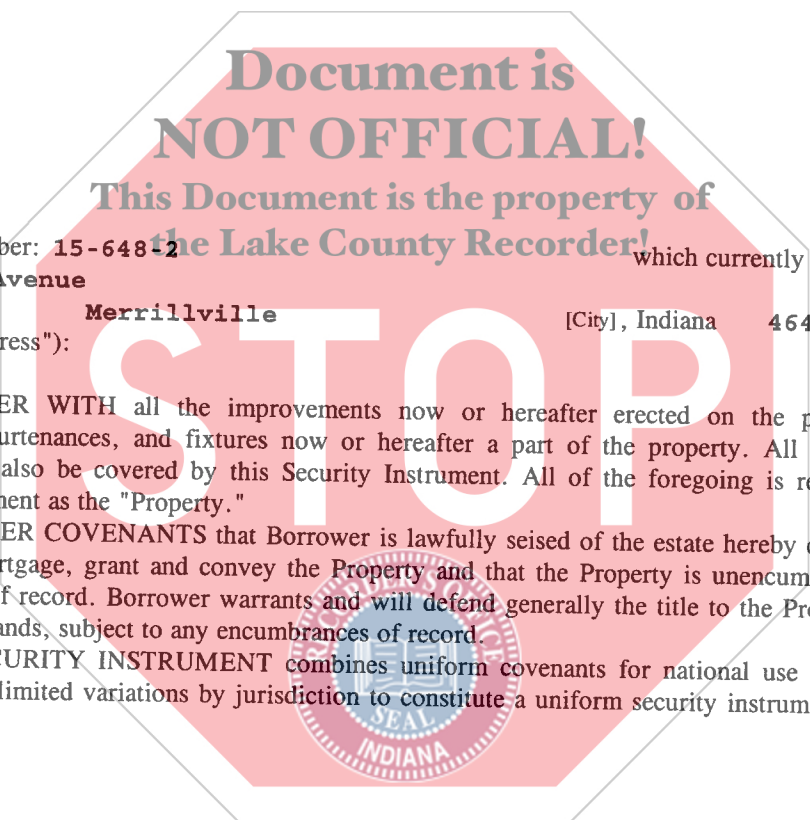 Document is
NOT OFFICIAL!
This Document is the property of
the Lake County Recorder!
ber: 15-648-2 which currently
Avenue
Merrillville [City], Indiana 464
ress"):
STOP
ER WITH all the improvements now or hereafter erected on the p
urtenances, and fixtures now or hereafter a part of the property. All
also be covered by this Security Instrument. All of the foregoing is re
nent as the "Property."
ER COVENANTS that Borrower is lawfully seised of the estate hereby
rtgage, grant and convey the Property and that the Property is unencum
f record. Borrower warrants and will defend generally the title to the Pro
ands, subject to any encumbrances of record.
CURITY INSTRUMENT combines uniform covenants for national use
limited variations by jurisdiction to constitute a uniform security instrum
RECORDER'S OFFICE
SEAL
INDIANA